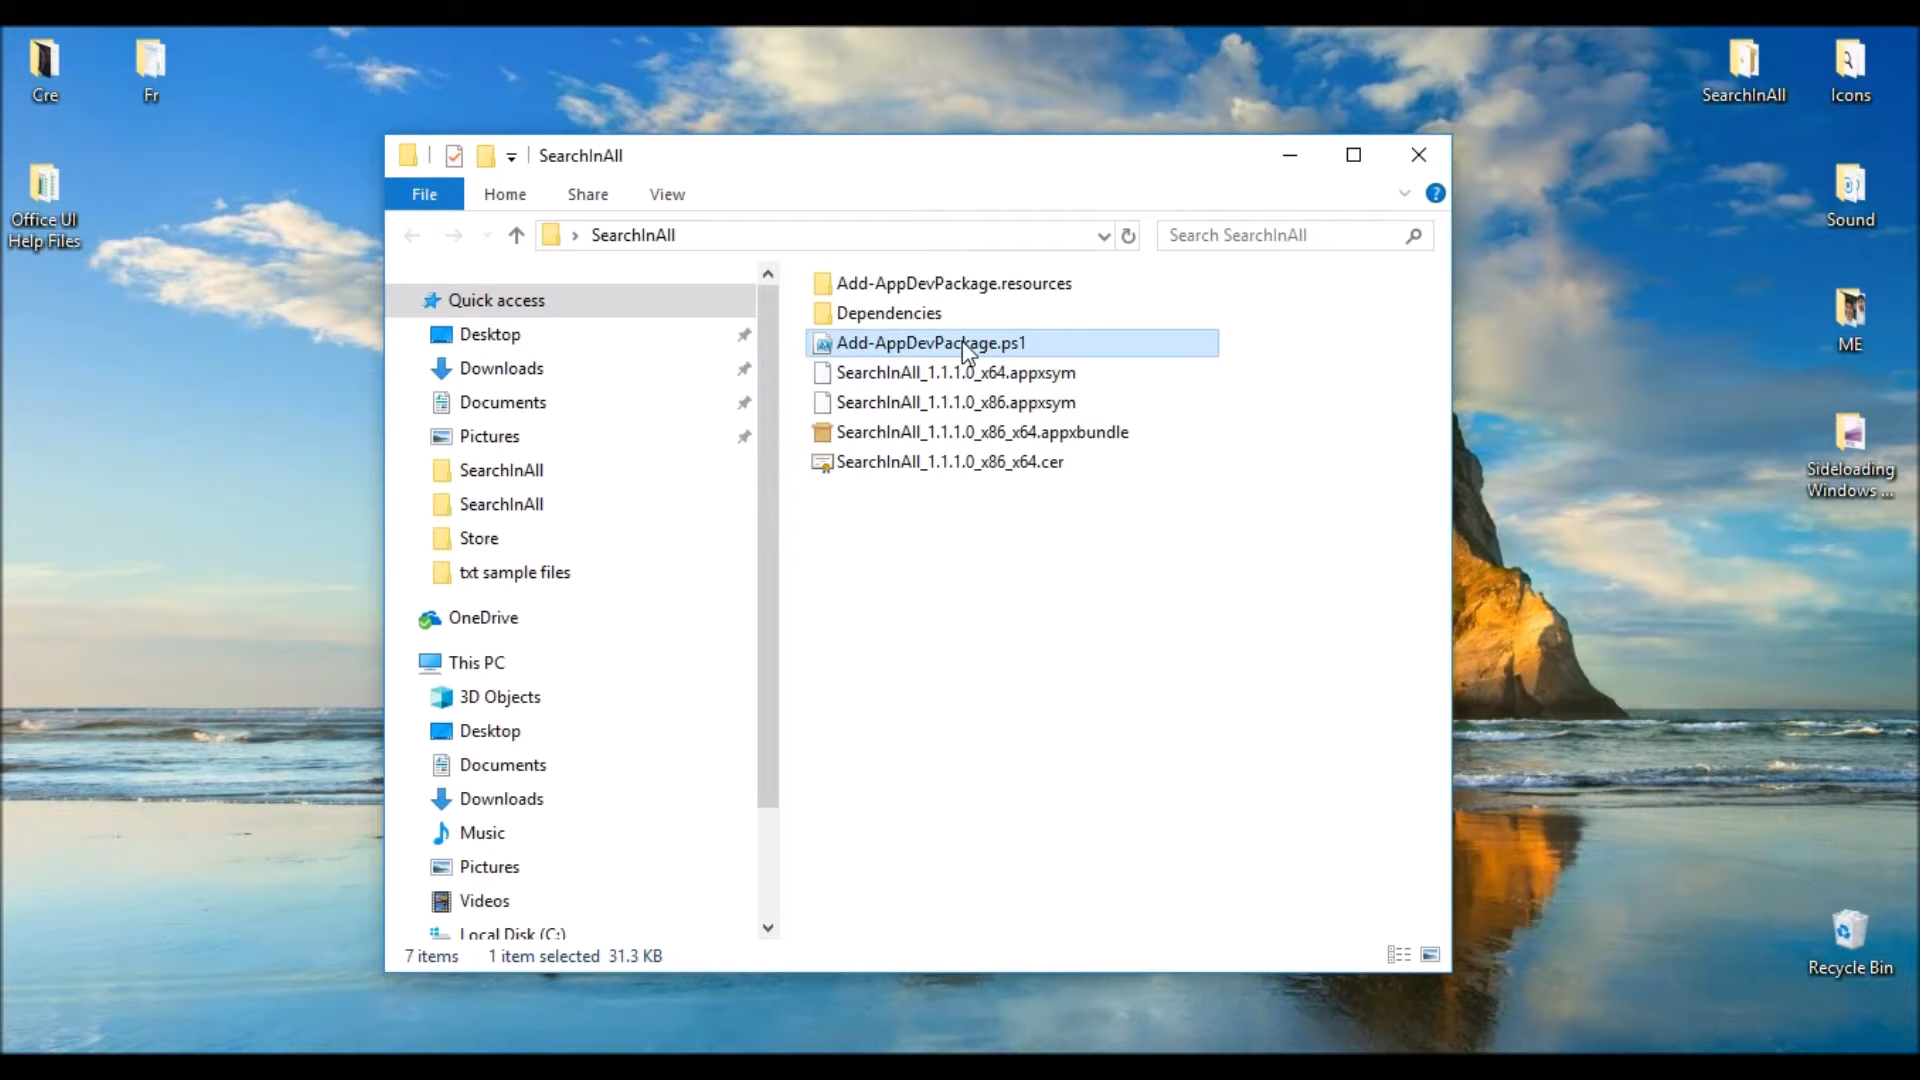 Cre
Fr
SearchInAll
Icons
Office UI
Help Files
Sound
ME
Sideloading
Windows ...
Recycle Bin
SearchInAll
File
Home
Share
View
SearchInAll
Search SearchInAll
Quick access
Desktop
Downloads
Documents
Pictures
SearchInAll
SearchInAll
Store
txt sample files
OneDrive
This PC
3D Objects
Desktop
Documents
Downloads
Music
Pictures
Videos
Local Disk (C:)
Add-AppDevPackage.resources
Dependencies
Add-AppDevPackage.ps1
SearchInAll_1.1.1.0_x64.appxsym
SearchInAll_1.1.1.0_x86.appxsym
SearchInAll_1.1.1.0_x86_x64.appxbundle
SearchInAll_1.1.1.0_x86_x64.cer
7 items
1 item selected 31.3 KB